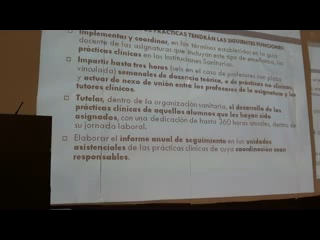 PRÁCTICAS TENDRÁN LAS SIGUIENTES FUNCIONES:
Implementar y coordinar, en los términos establecidos en la guía
docente de las asignaturas que incluyan este tipo de enseñanza, las
prácticas clínicas en las Instituciones Sanitarias.
Impartir hasta tres horas (seis en el caso de profesores con plaza
vinculada) semanales de docencia teórica, o de prácticas no clínicas,
y actuar de nexo de unión entre los profesores de la asignatura y los
tutores clínicos.
Tutelar, dentro de la organización sanitaria, el desarrollo de las
prácticas clínicas de aquellos alumnos que les hayan sido
asignados, con una dedicación de hasta 360 horas anuales, dentro de
su jornada laboral.
Elaborar el informe anual de seguimiento en las unidades
asistenciales de las prácticas clínicas de cuya coordinación sean
responsables.